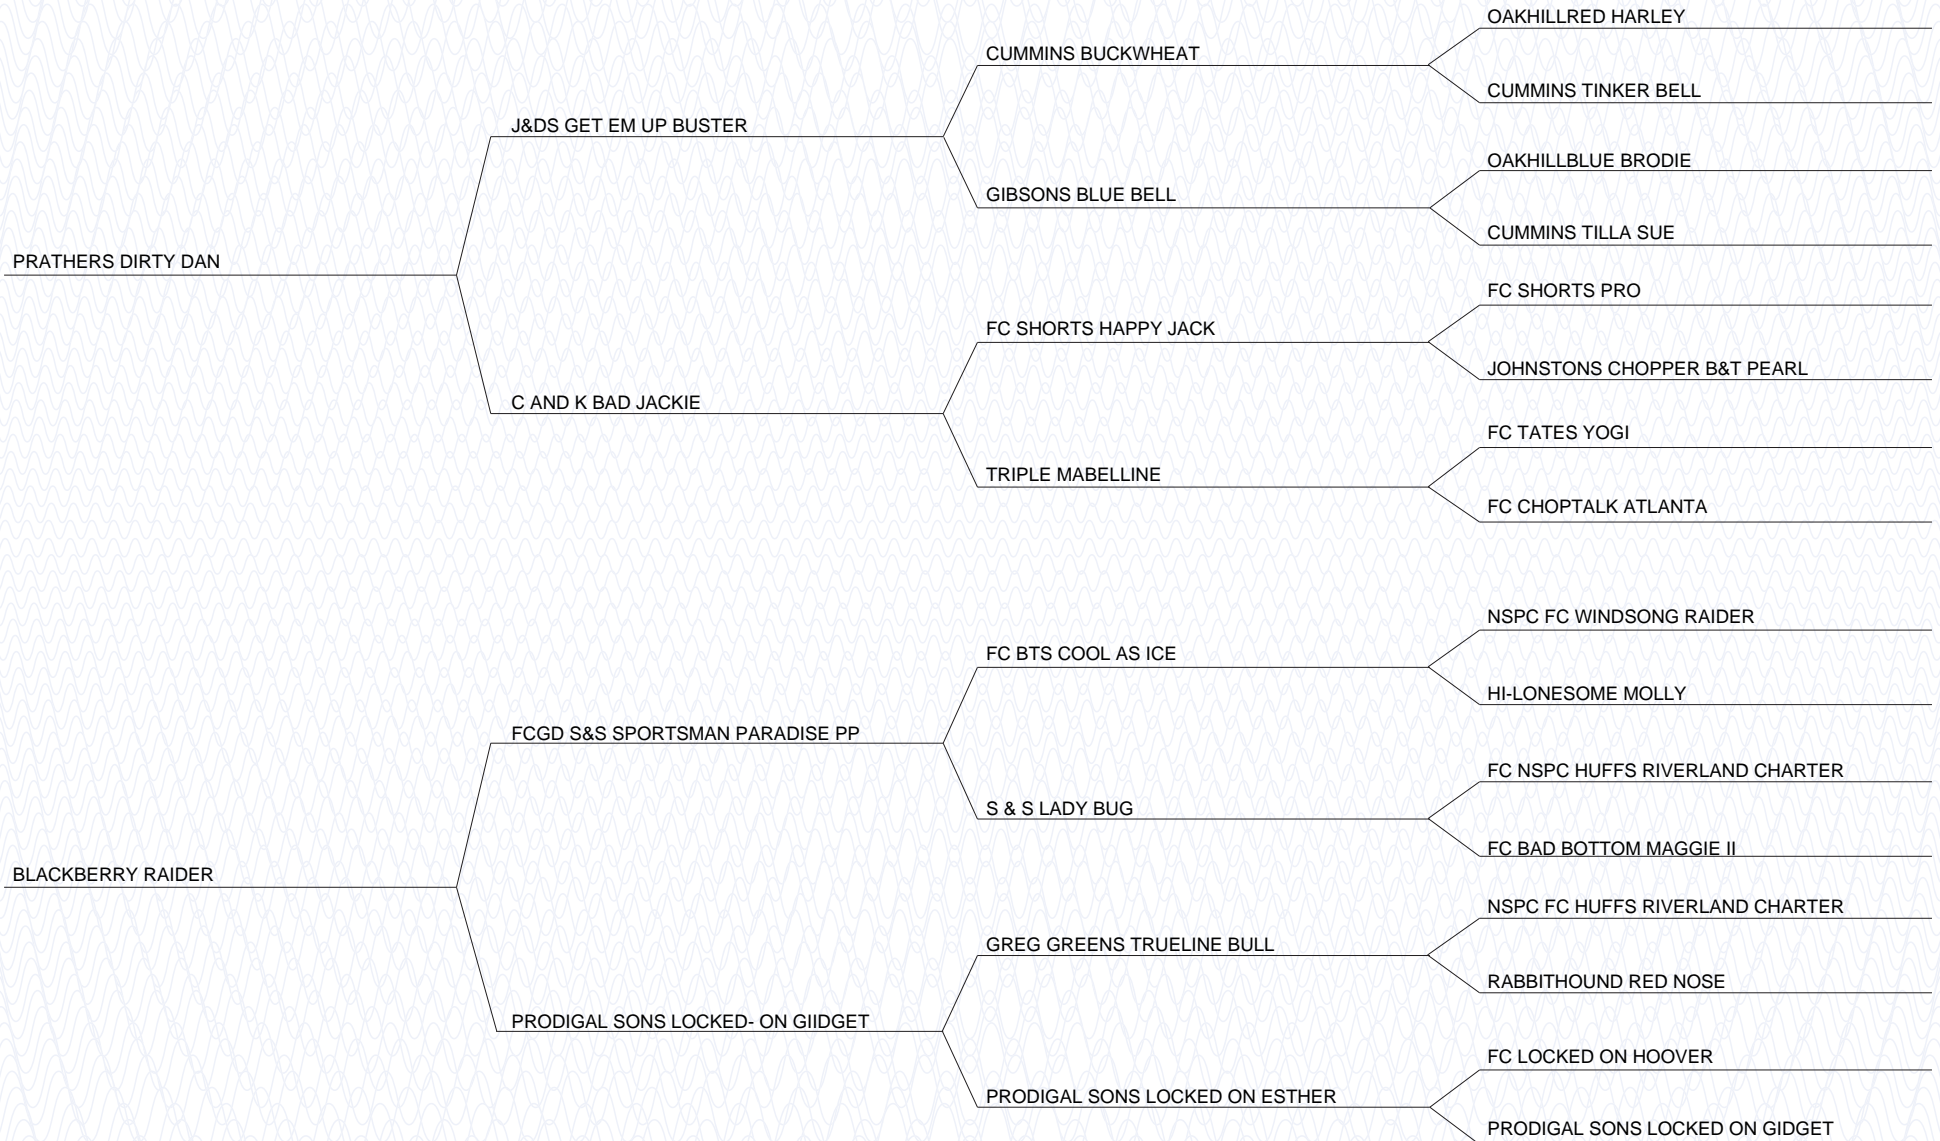 OAKHILLRED HARLEY
CUMMINS BUCKWHEAT
CUMMINS TINKER BELL
J&DS GET EM UP BUSTER
OAKHILLBLUE BRODIE
GIBSONS BLUE BELL
CUMMINS TILLA SUE
PRATHERS DIRTY DAN
FC SHORTS PRO
FC SHORTS HAPPY JACK
JOHNSTONS CHOPPER B&T PEARL
C AND K BAD JACKIE
FC TATES YOGI
TRIPLE MABELLINE
FC CHOPTALK ATLANTA
NSPC FC WINDSONG RAIDER
FC BTS COOL AS ICE
HI-LONESOME MOLLY
FCGD S&S SPORTSMAN PARADISE PP
FC NSPC HUFFS RIVERLAND CHARTER
S & S LADY BUG
FC BAD BOTTOM MAGGIE II
BLACKBERRY RAIDER
NSPC FC HUFFS RIVERLAND CHARTER
GREG GREENS TRUELINE BULL
RABBITHOUND RED NOSE
PRODIGAL SONS LOCKED- ON GIIDGET
FC LOCKED ON HOOVER
PRODIGAL SONS LOCKED ON ESTHER
PRODIGAL SONS LOCKED ON GIDGET